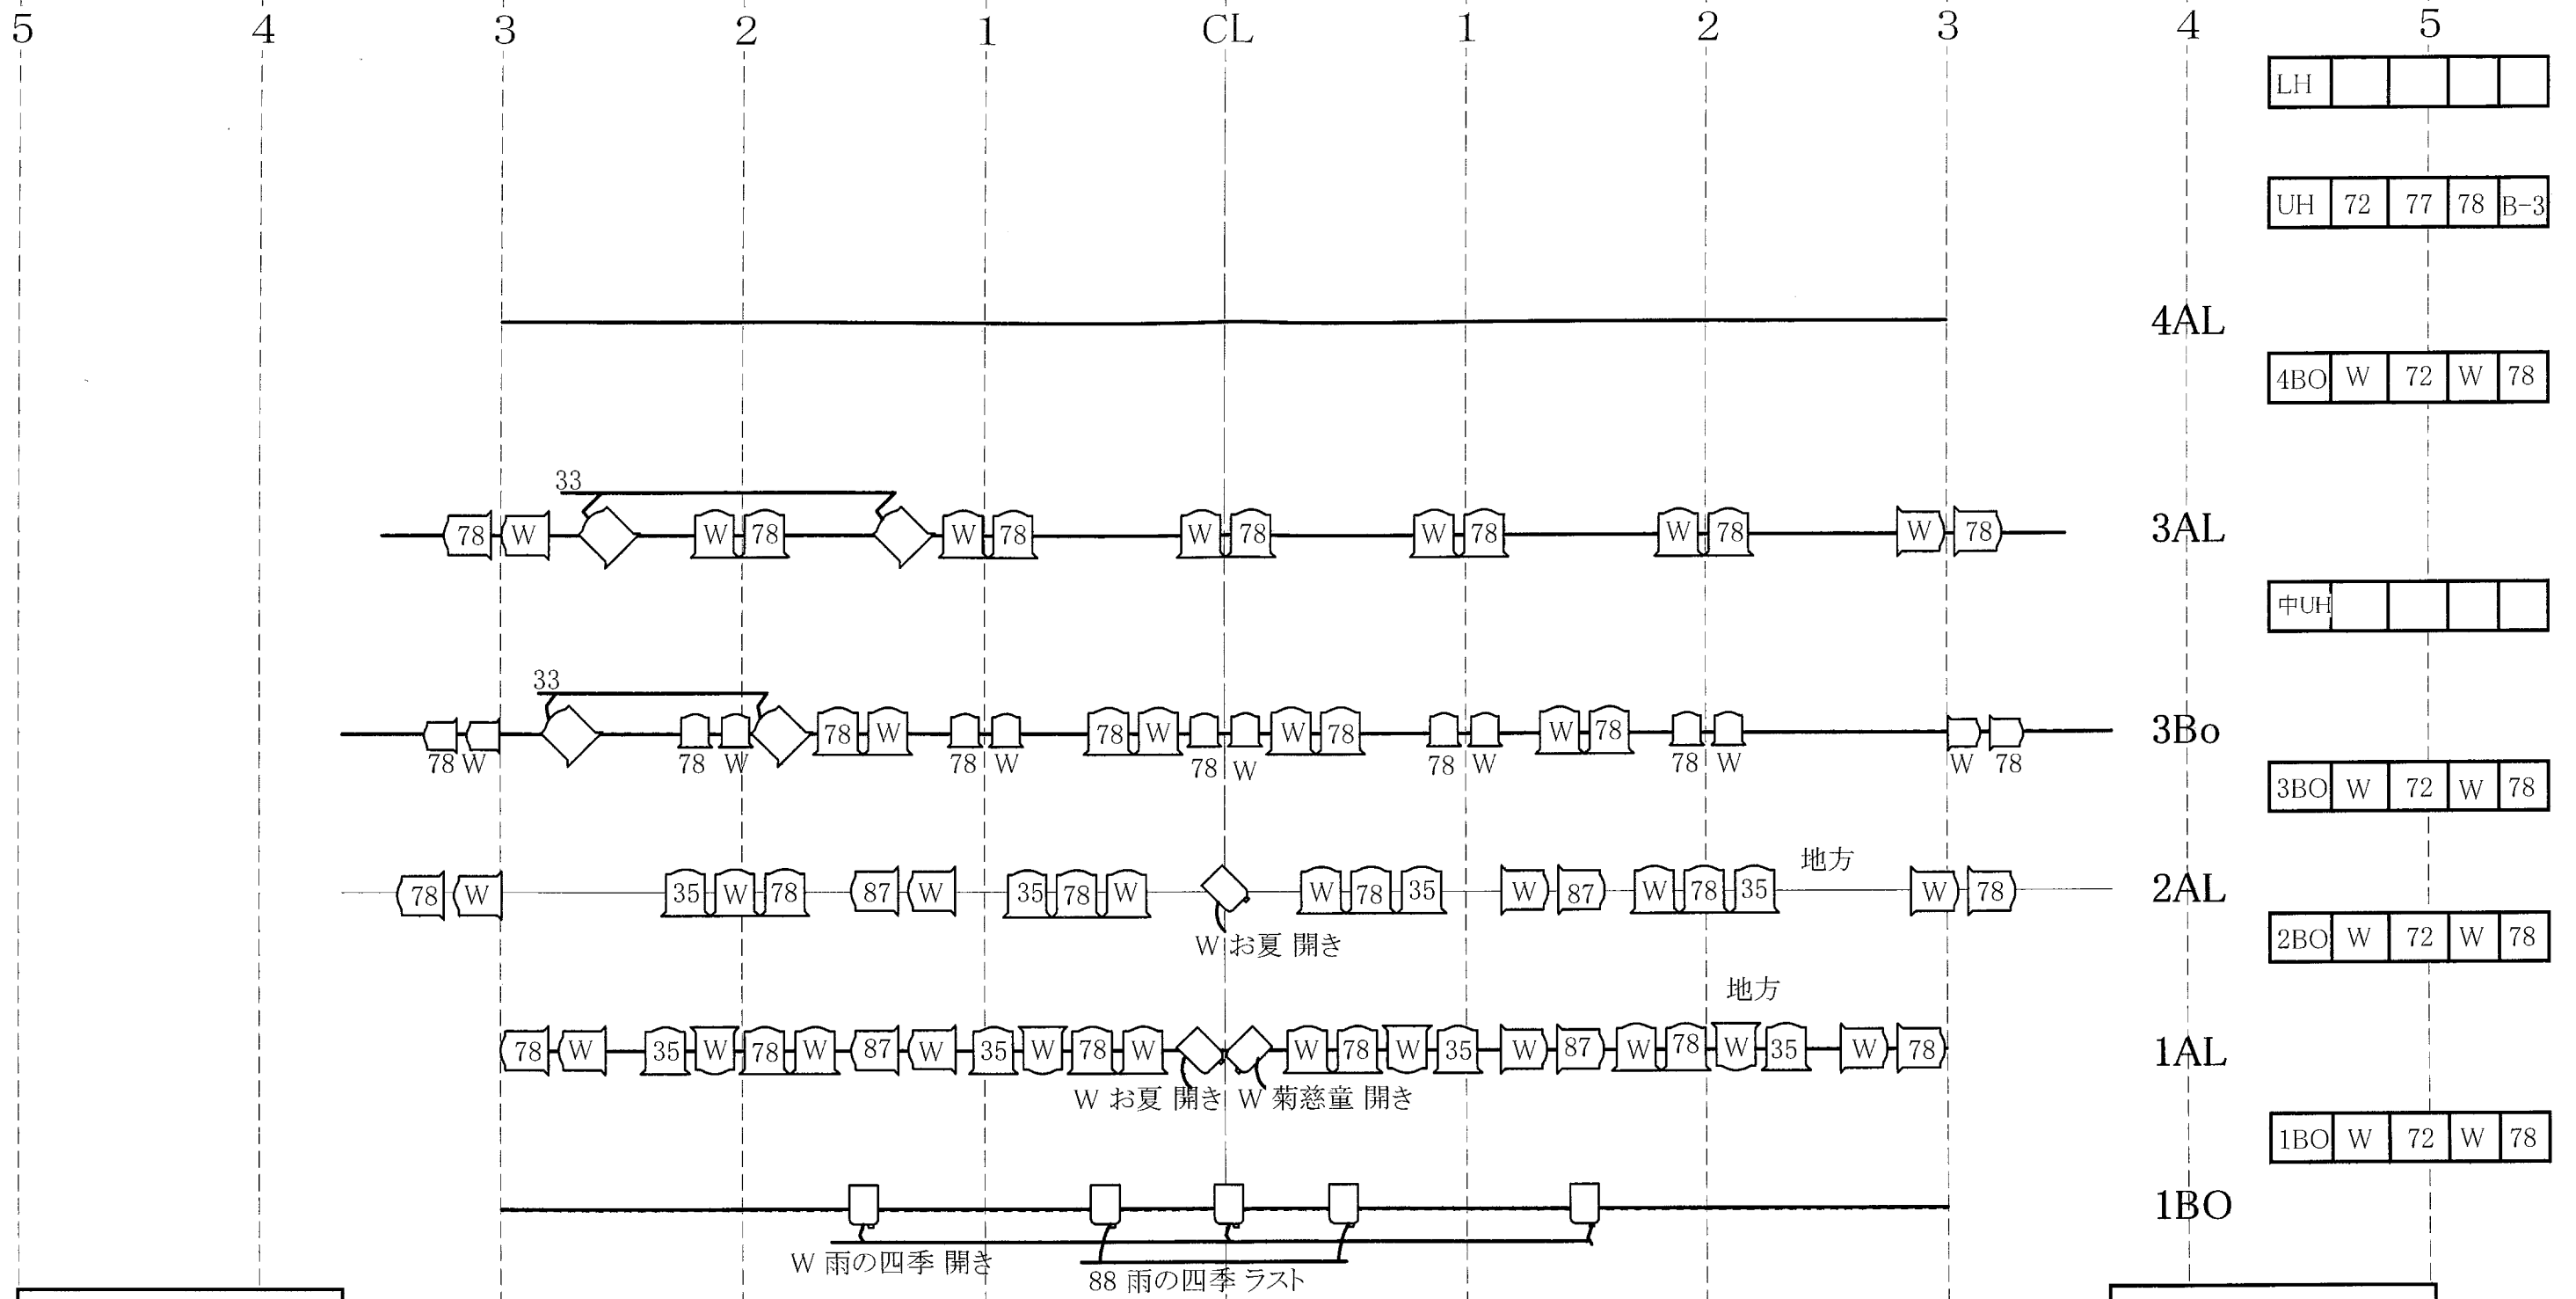 5 4 3 2 1 CL 1 2 3 4 5
LH
UH 72 77 78 B-3
4AL
4BO W 72 W 78
33
78 W W 78 W 78 W 78 W 78 W 78 W 78 3AL
中UH
33
78 W 78 W 78 W W 78 3Bo
78 W 78 W 78 W 78 W 78 W 78 W W 78
3BO W 72 W 78
地方
78 W 35 W 78 87 W 35 78 W W 78 35 W 87 W 78 35 W 78 2AL
W お夏 開き
2BO W 72 W 78
地方
78 W 35 W 78 W 87 W 35 W 78 W W 78 W 35 W 87 W 78 W 35 W 78 1AL
W お夏 開き W 菊慈童 開き
1BO W 72 W 78
1BO
W 雨の四季 開き
88 雨の四季 ラスト